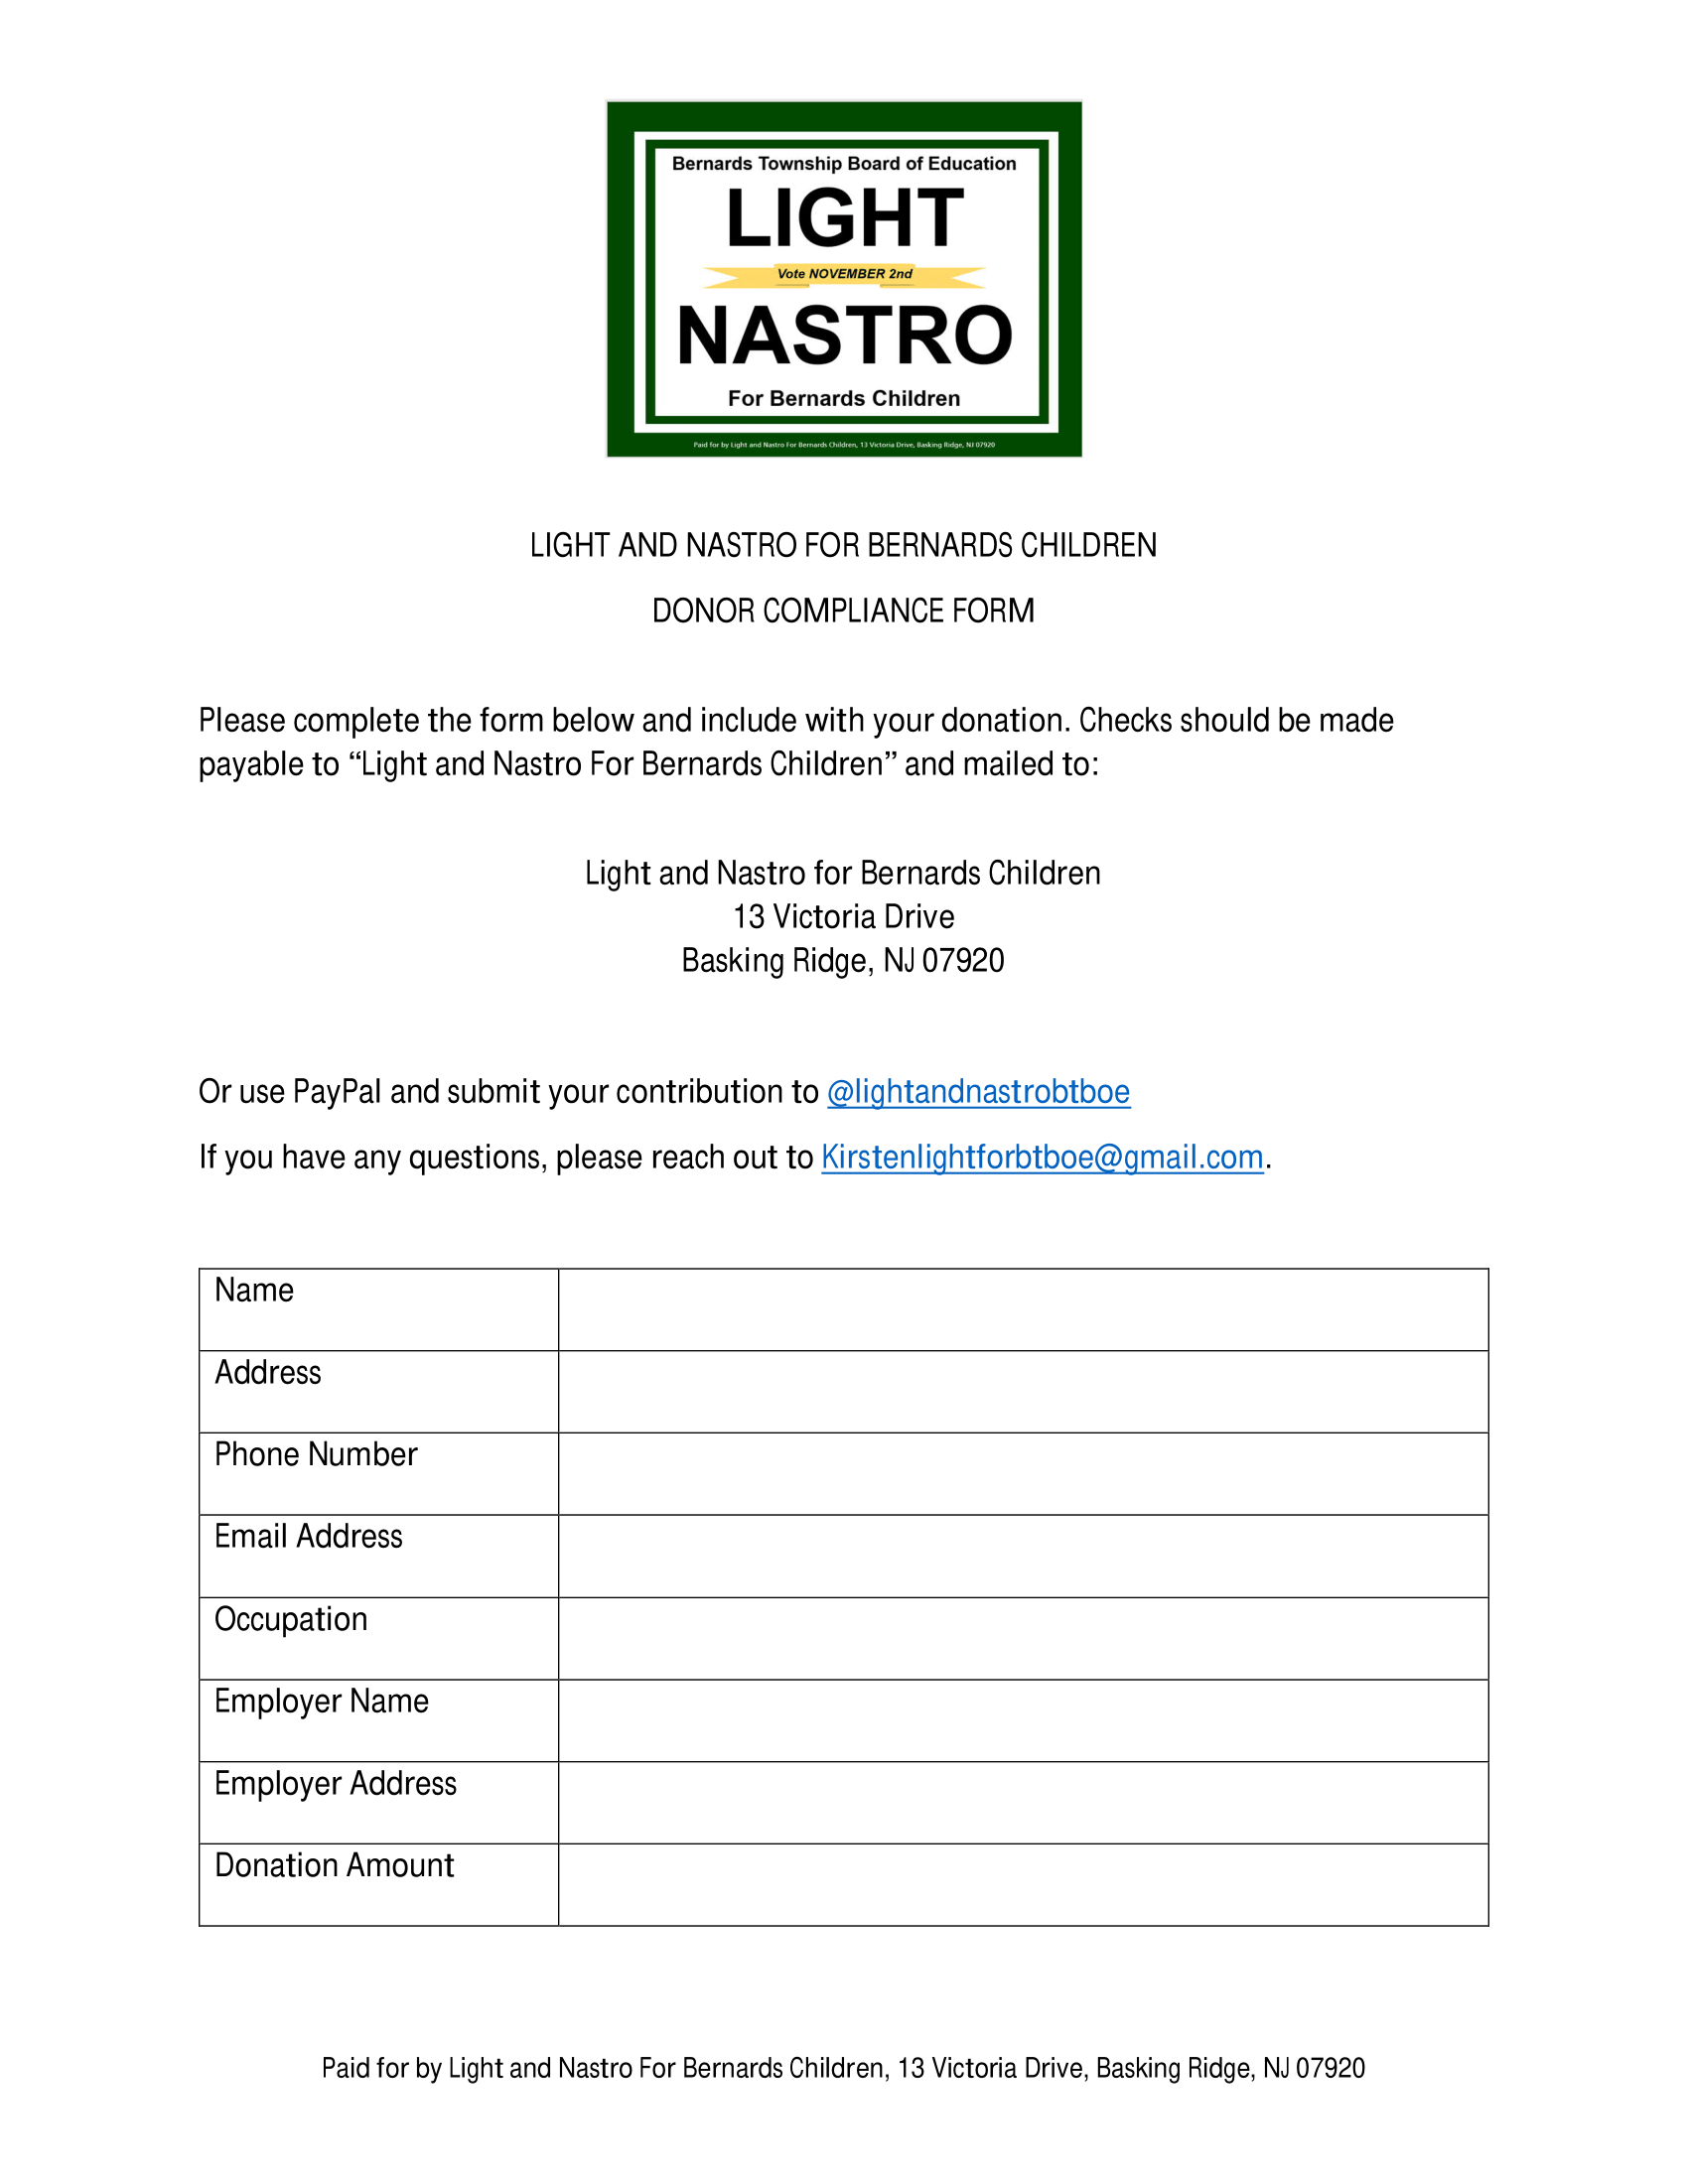 Bernards Township Board of Education
LIGHT
Vote NOVEMBER 2nd
NASTRO
For Bernards Children
Paid for by Light and Nastro For Bernards Children, 13 Victoria Drive, Basking Ridge, NJ 07920
LIGHT AND NASTRO FOR BERNARDS CHILDREN
DONOR COMPLIANCE FORM
Please complete the form below and include with your donation. Checks should be made
payable to “Light and Nastro For Bernards Children” and mailed to:
Light and Nastro for Bernards Children
13 Victoria Drive
Basking Ridge, NJ 07920
Or use PayPal and submit your contribution to @lightandnastrobtboe
If you have any questions, please reach out to Kirstenlightforbtboe@gmail.com.
Name
Address
Phone Number
Email Address
Occupation
Employer Name
Employer Address
Donation Amount
Paid for by Light and Nastro For Bernards Children, 13 Victoria Drive, Basking Ridge, NJ 07920